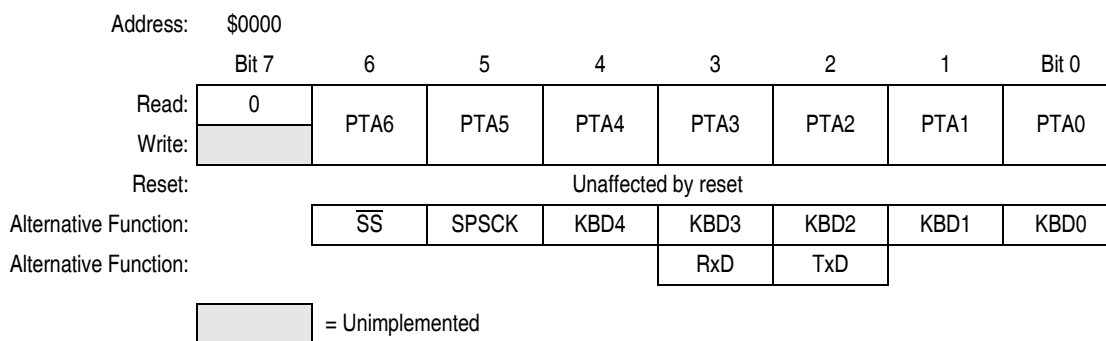 Address: $0000
Bit 7 6 5 4 3 2 1 Bit 0
Read: 0 PTA6 PTA5 PTA4 PTA3 PTA2 PTA1 PTA0
Write:
Reset: Unaffected by reset
Alternative Function: S̅S̅ SPSCK KBD4 KBD3 KBD2 KBD1 KBD0
Alternative Function: RxD TxD
= Unimplemented